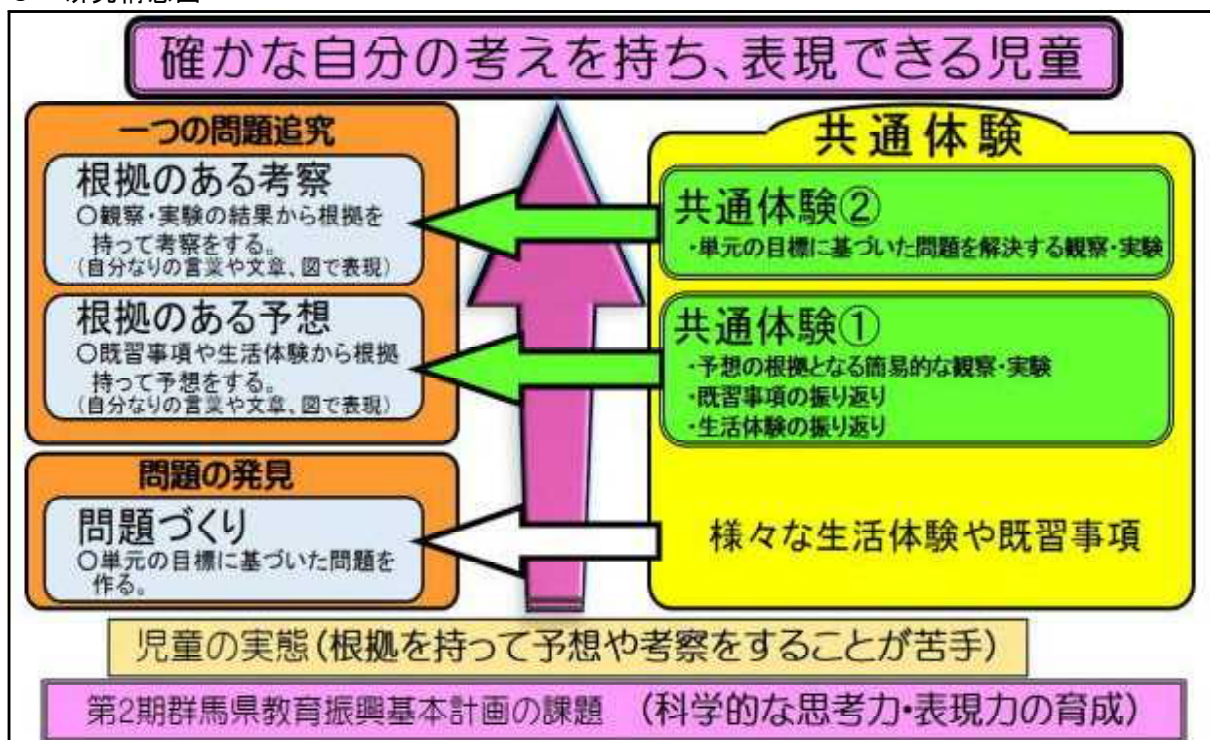 確かな自分の考えを持ち、表現できる児童
一つの問題追究
根拠のある考察
○観察・実験の結果から根拠を
持って考察をする。
(自分なりの言葉や文章、図で表現)
根拠のある予想
○既習事項や生活体験から根拠
持って予想をする。
(自分なりの言葉や文章、図で表現)
問題の発見
問題づくり
○単元の目標に基づいた問題を
作る。
共通体験
共通体験②
・単元の目標に基づいた問題を解決する観察・実験
共通体験①
・予想の根拠となる簡易的な観察・実験
・既習事項の振り返り
・生活体験の振り返り
様々な生活体験や既習事項
児童の実態(根拠を持って予想や考察をすることが苦手)
第2期群馬県教育振興基本計画の課題 (科学的な思考力・表現力の育成)